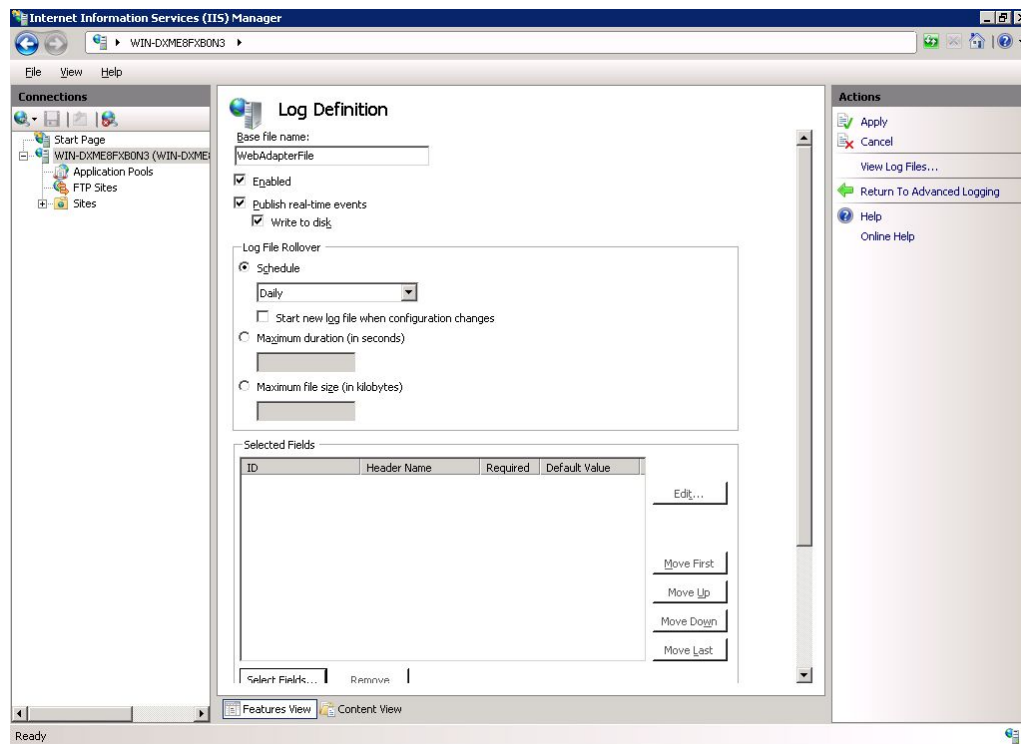 Internet Information Services (IIS) Manager
WIN-DXME8FXB0N3
File View Help
Connections
Start Page
WIN-DXME8FXB0N3 (WIN-DXME
Application Pools
FTP Sites
Sites
Log Definition
Base file name:
WebAdapterFile
Enabled
Publish real-time events
Write to disk
Log File Rollover
Schedule
Daily
Start new log file when configuration changes
Maximum duration (in seconds)
Maximum file size (in kilobytes)
Selected Fields
ID Header Name Required Default Value
Edit...
Move First
Move Up
Move Down
Move Last
Select Fields... Remove
Features View Content View
Actions
Apply
Cancel
View Log Files...
Return To Advanced Logging
Help
Online Help
Ready